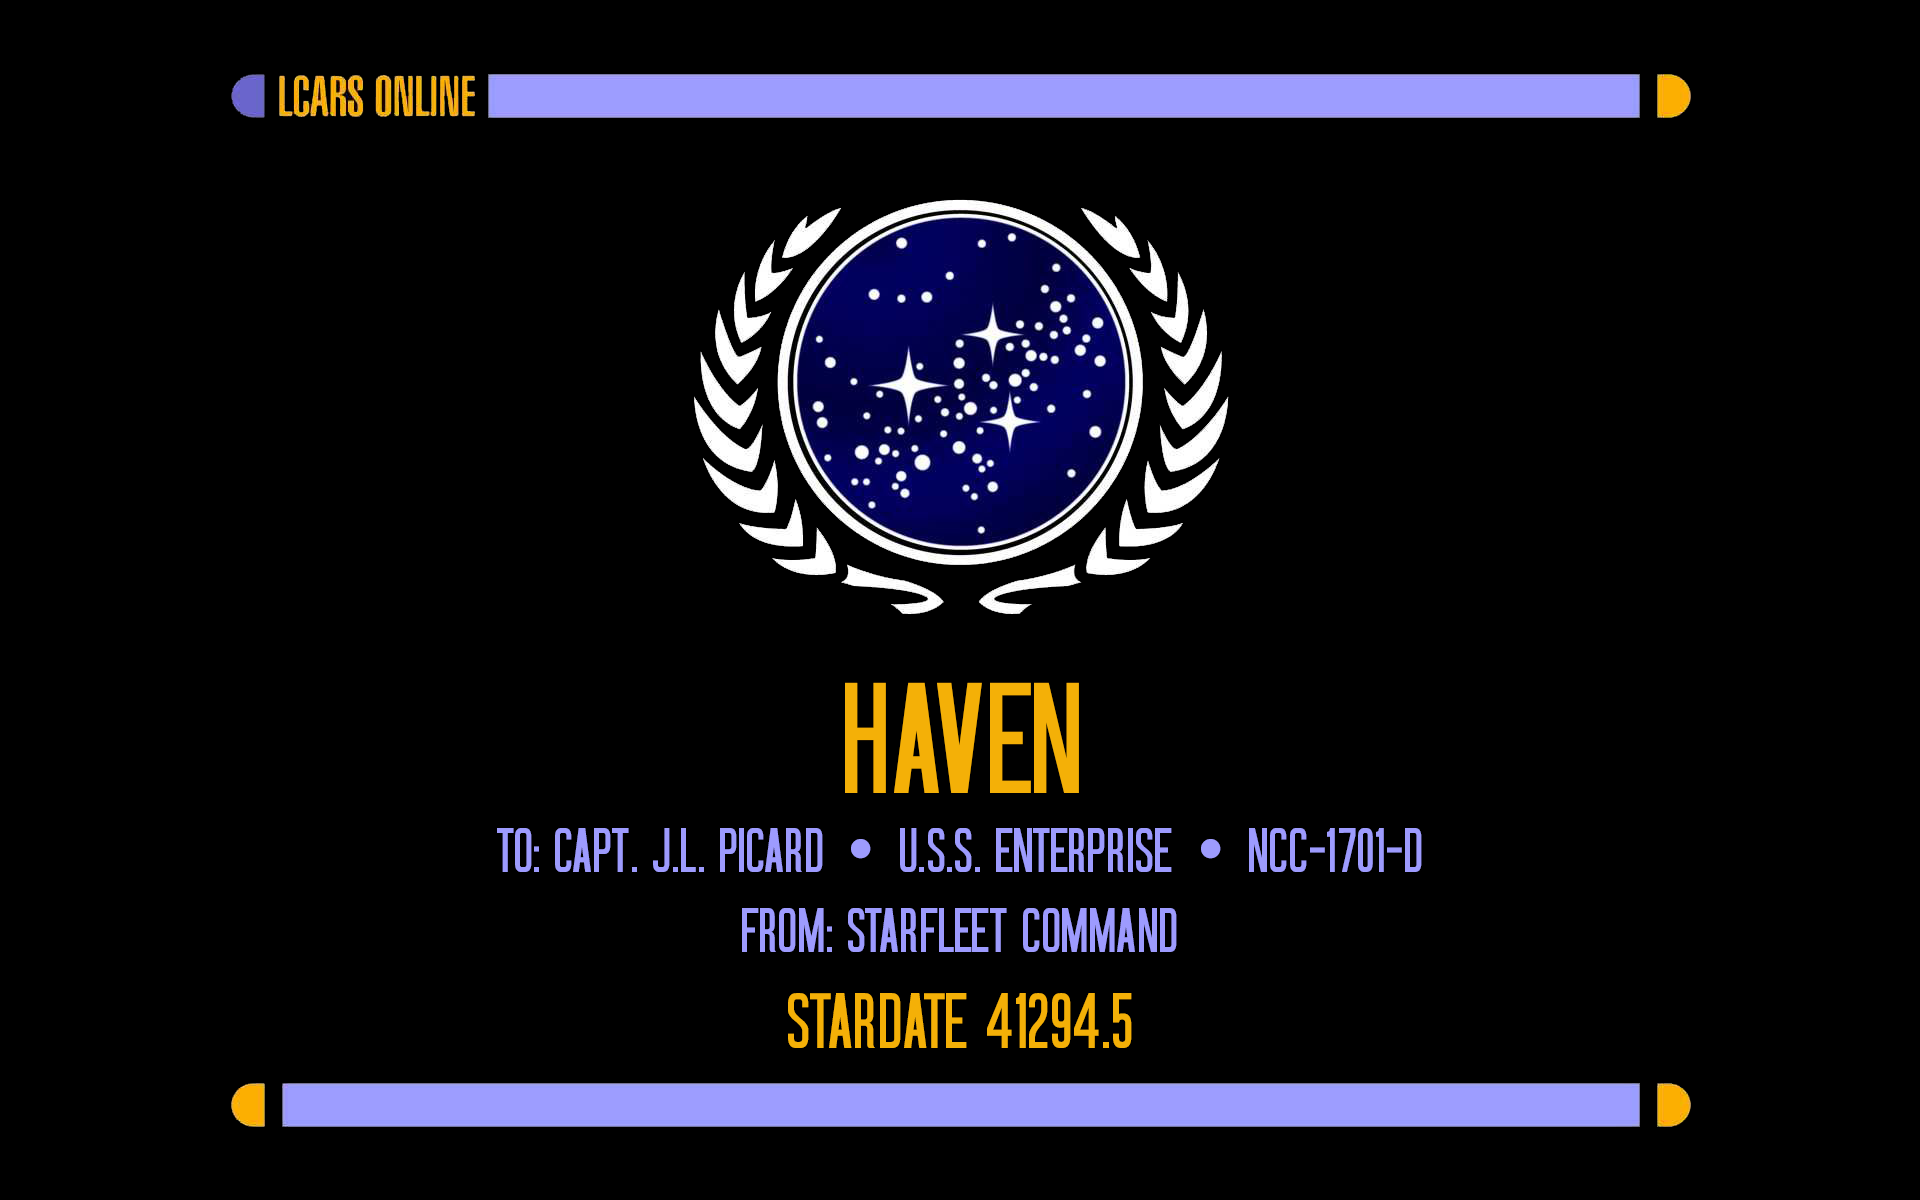 LCARS ONLINE
HAVEN
TO: CAPT. J.L. PICARD • U.S.S. ENTERPRISE • NCC-1701-D
FROM: STARFLEET COMMAND
STARDATE 41294.5